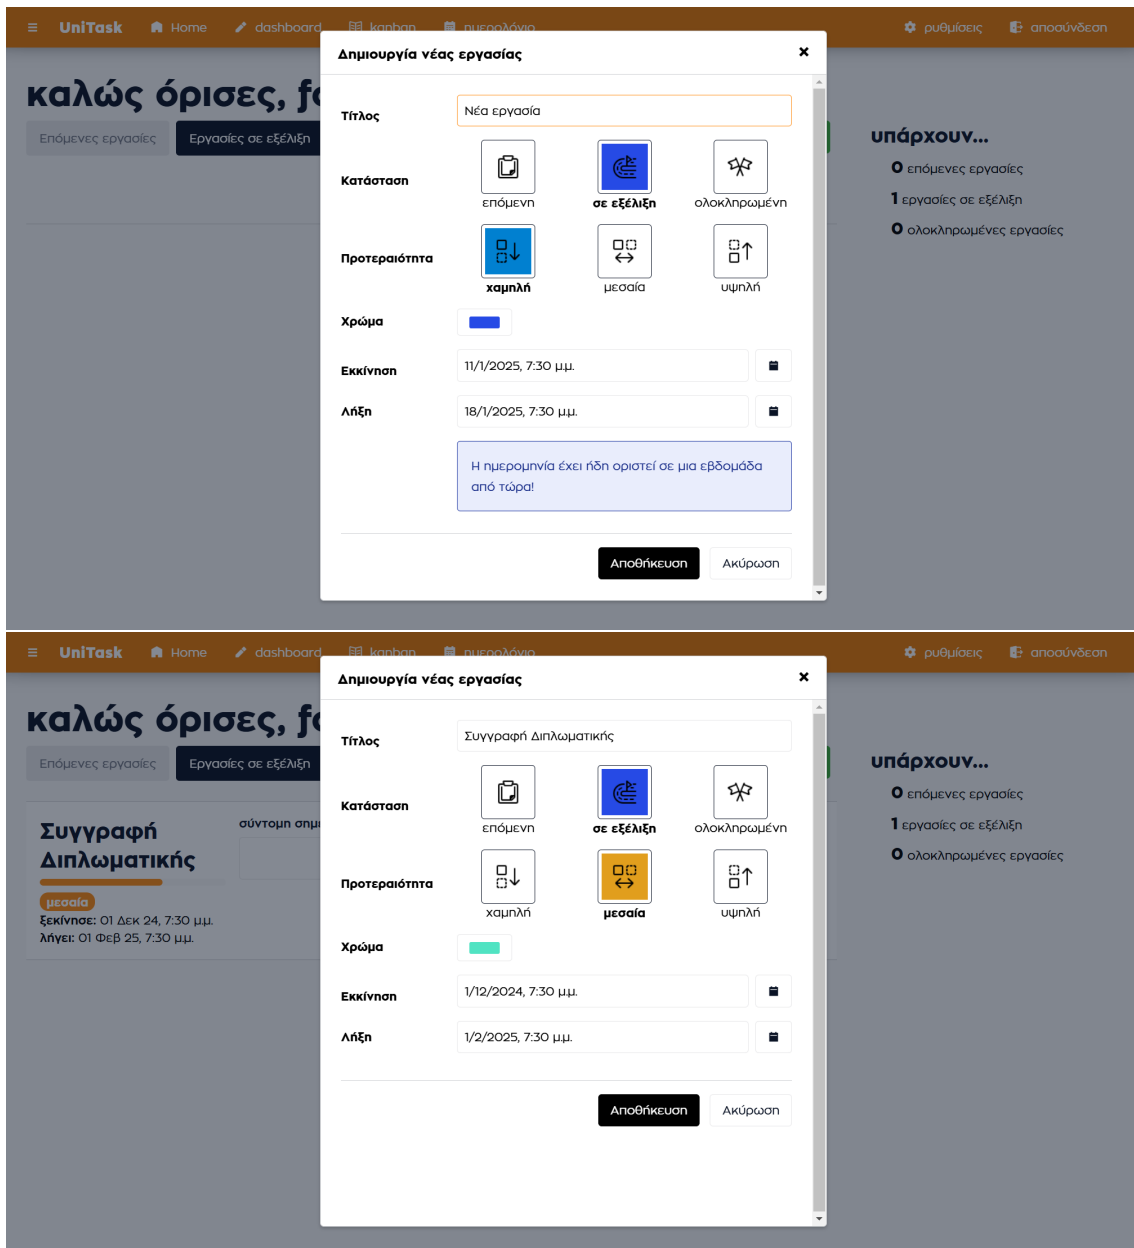 UniTask Home dashboard kanban ημερολόγιο ρυθμίσεις αποσύνδεση
καλώς όρισες,
Επόμενες εργασίες Εργασίες σε εξέλιξη
Δημιουργία νέας εργασίας
Τίτλος Νέα εργασία
Κατάσταση
επόμενη σε εξέλιξη ολοκληρωμένη
Προτεραιότητα
χαμηλή μεσαία υψηλή
Χρώμα
Εκκίνηση 11/1/2025, 7:30 μ.μ.
Λήξη 18/1/2025, 7:30 μ.μ.
Η ημερομηνία έχει ήδη οριστεί σε μια εβδομάδα
από τώρα!
Αποθήκευση Ακύρωση
υπάρχουν...
0 επόμενες εργασίες
1 εργασίες σε εξέλιξη
0 ολοκληρωμένες εργασίες
UniTask Home dashboard kanban ημερολόγιο ρυθμίσεις αποσύνδεση
καλώς όρισες,
Επόμενες εργασίες Εργασίες σε εξέλιξη
Συγγραφή
Διπλωματικής
σύντομη
μεσαία
ξεκίνησε: 01 Δεκ 24, 7:30 μ.μ.
λήγει: 01 Φεβ 25, 7:30 μ.μ.
Δημιουργία νέας εργασίας
Τίτλος Συγγραφή Διπλωματικής
Κατάσταση
επόμενη σε εξέλιξη ολοκληρωμένη
Προτεραιότητα
χαμηλή μεσαία υψηλή
Χρώμα
Εκκίνηση 1/12/2024, 7:30 μ.μ.
Λήξη 1/2/2025, 7:30 μ.μ.
Αποθήκευση Ακύρωση
υπάρχουν...
0 επόμενες εργασίες
1 εργασίες σε εξέλιξη
0 ολοκληρωμένες εργασίες